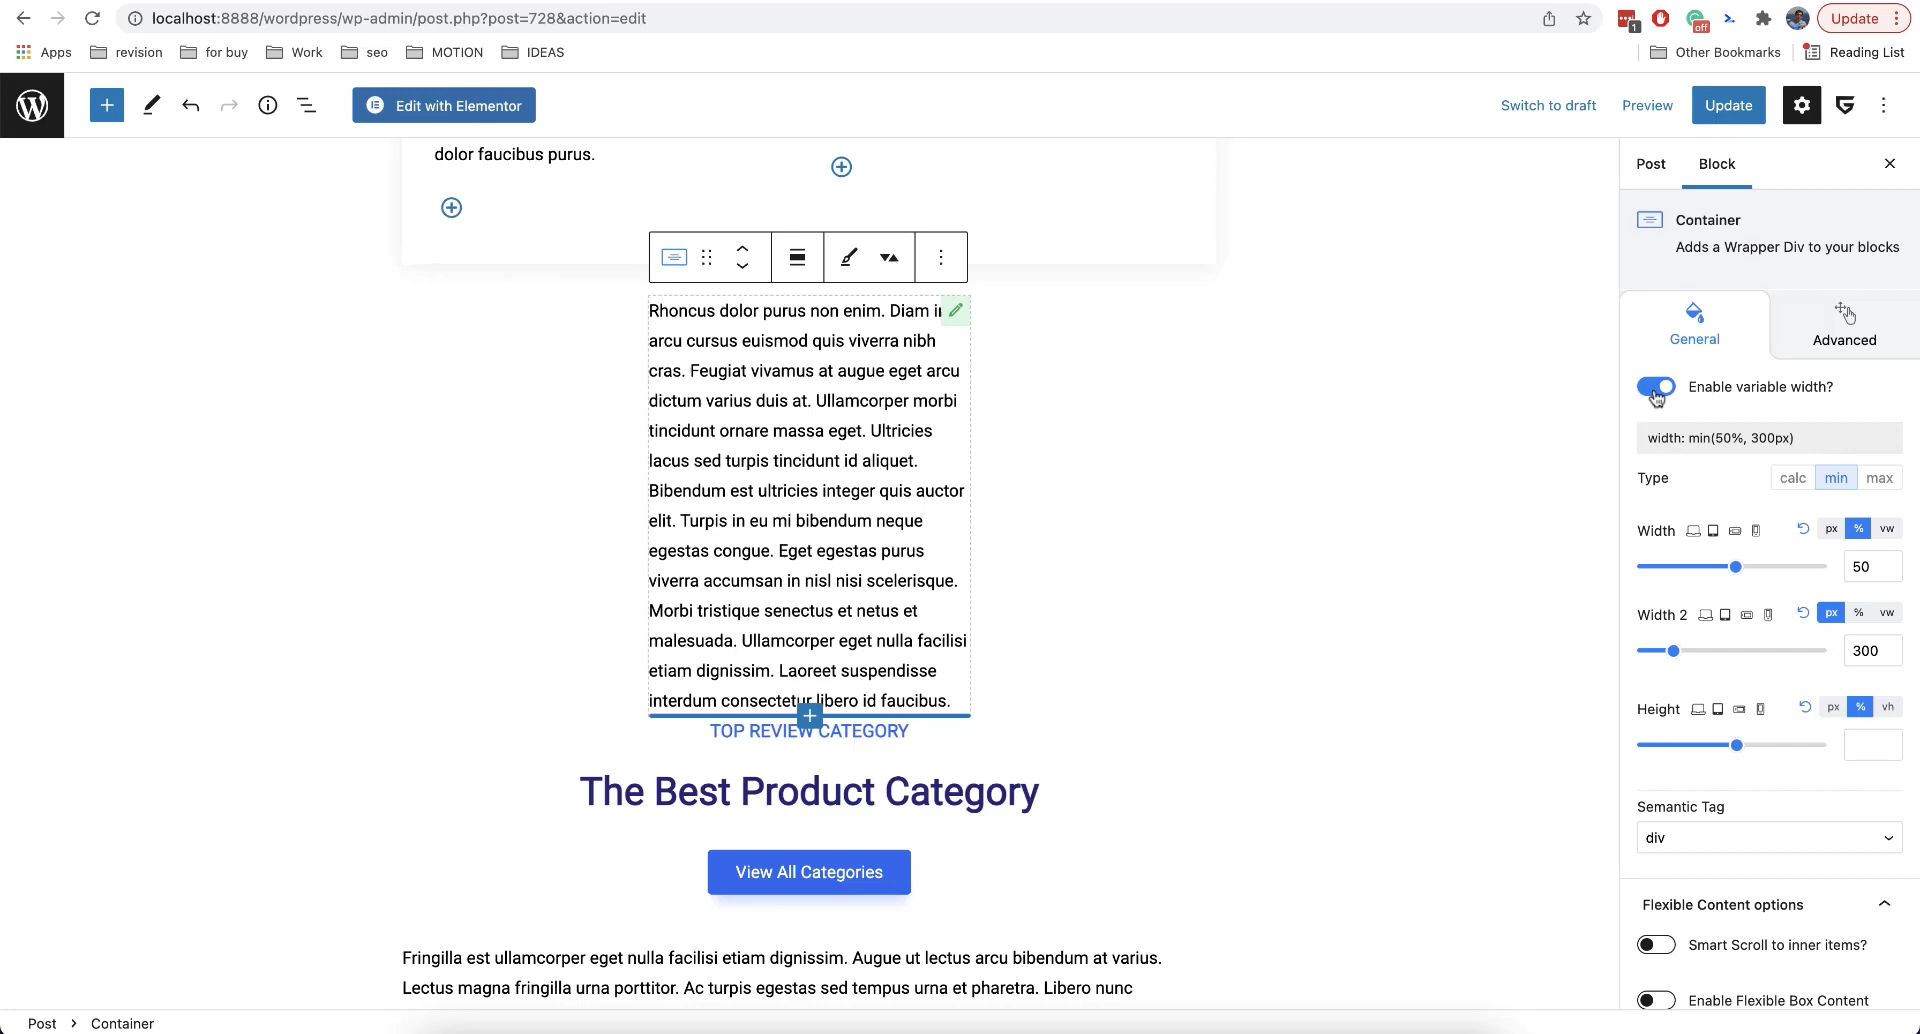 localhost:8888/wordpress/wp-admin/post.php?post=728&action=edit
1
off
Update
Apps
revision
for buy
Work
seo
MOTION
IDEAS
Other Bookmarks
Reading List
Edit with Elementor
Switch to draft
Preview
Update
dolor faucibus purus.
Rhoncus dolor purus non enim. Diam i
arcu cursus euismod quis viverra nibh
cras. Feugiat vivamus at augue eget arcu
dictum varius duis at. Ullamcorper morbi
tincidunt ornare massa eget. Ultricies
lacus sed turpis tincidunt id aliquet.
Bibendum est ultricies integer quis auctor
elit. Turpis in eu mi bibendum neque
egestas congue. Eget egestas purus
viverra accumsan in nisl nisi scelerisque.
Morbi tristique senectus et netus et
malesuada. Ullamcorper eget nulla facilisi
etiam dignissim. Laoreet suspendisse
interdum consectetur libero id faucibus.
TOP REVIEW CATEGORY
The Best Product Category
View All Categories
Fringilla est ullamcorper eget nulla facilisi etiam dignissim. Augue ut lectus arcu bibendum at varius.
Lectus magna fringilla urna porttitor. Ac turpis egestas sed tempus urna et pharetra. Libero nunc
Post
Block
Container
Adds a Wrapper Div to your blocks
General
Advanced
Enable variable width?
width: min(50%, 300px)
Type calc min max
Width px % vw
50
Width 2 px % vw
300
Height px % vh
Semantic Tag
div
Flexible Content options
Smart Scroll to inner items?
Enable Flexible Box Content
Post › Container